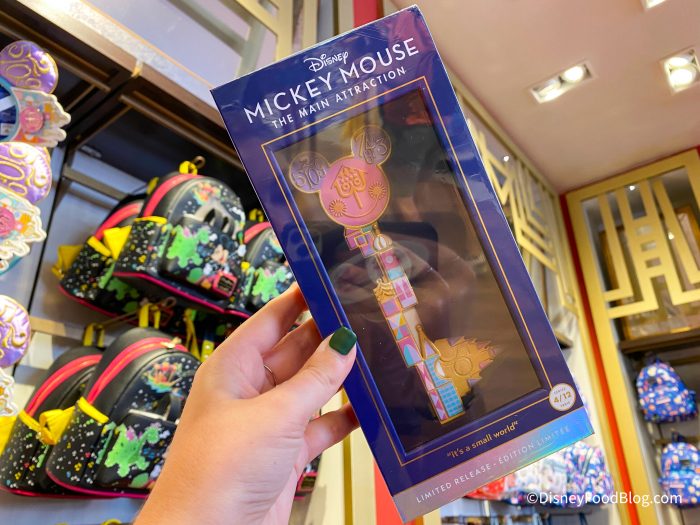 Disney
MICKEY MOUSE
THE MAIN ATTRACTION
4/12
"it's a small world"
LIMITED RELEASE · ÉDITION LIMITÉE
©DisneyFoodBlog.com